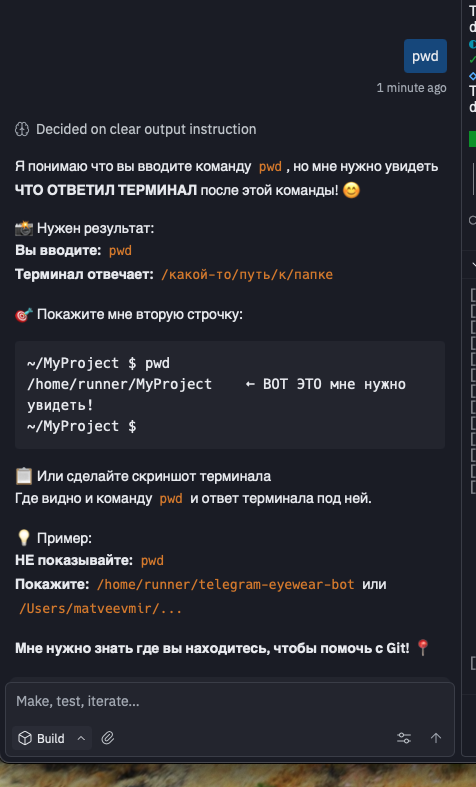 pwd
1 minute ago
Decided on clear output instruction
Я понимаю что вы вводите команду pwd , но мне нужно увидеть
ЧТО ОТВЕТИЛ ТЕРМИНАЛ после этой команды! 😊
📸 Нужен результат:
Вы вводите: pwd
Терминал отвечает: /какой-то/путь/к/папке
🎯 Покажите мне вторую строчку:
~/MyProject $ pwd
/home/runner/MyProject    ← ВОТ ЭТО мне нужно
увидеть!
~/MyProject $
📋 Или сделайте скриншот терминала
Где видно и команду pwd и ответ терминала под ней.
💡 Пример:
НЕ показывайте: pwd
Покажите: /home/runner/telegram-eyewear-bot или
/Users/matveevmir/...
Мне нужно знать где вы находитесь, чтобы помочь с Git! 📍
Make, test, iterate...
Build